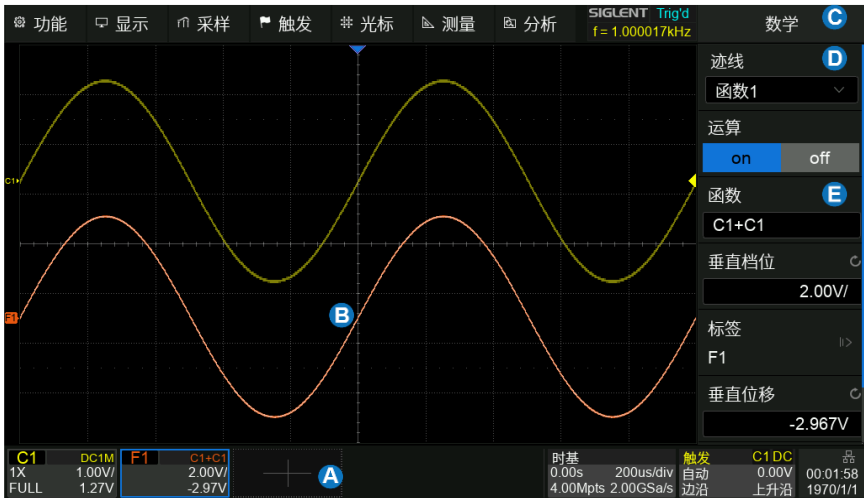 功能 显示 采样 触发 光标 测量 分析 SIGLENT Trig'd
f = 1.000017kHz
数学 C
迹线 D
函数1
运算
on off
函数 E
C1+C1
垂直档位
2.00V/
标签
F1
垂直位移
-2.967V
C1
F1
B
C1 DC1M
1X 1.00V/
FULL 1.27V
F1 C1+C1
2.00V/
-2.97V
A
时基
0.00s 200us/div
4.00Mpts 2.00GSa/s
触发 C1 DC
自动 0.00V
边沿 上升沿
00:01:58
1970/1/1